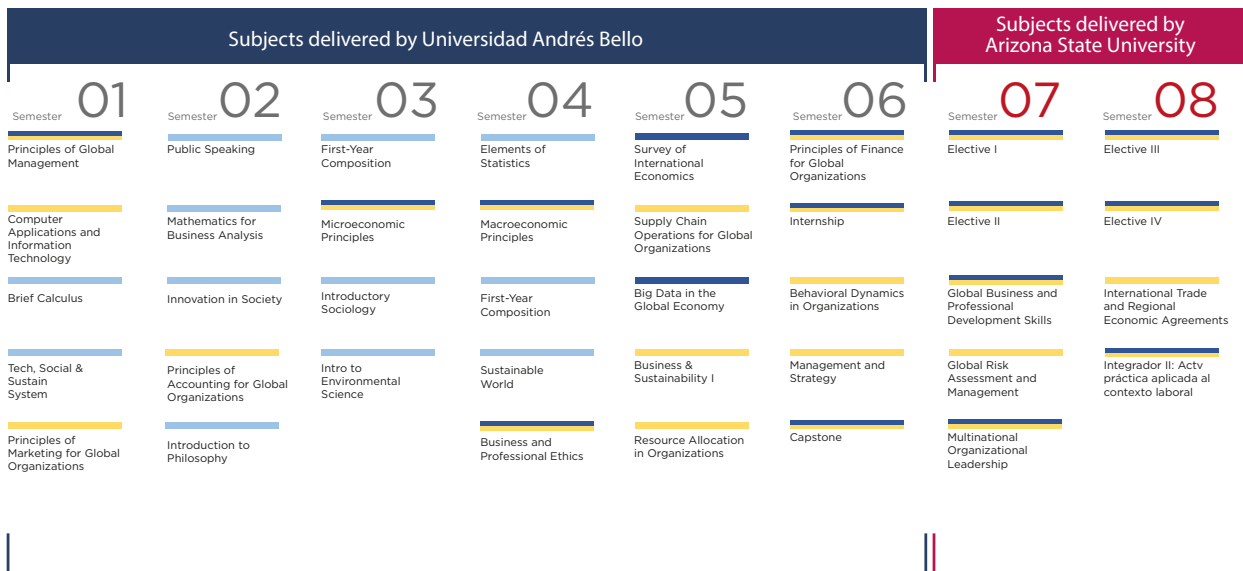 Subjects delivered by Universidad Andrés Bello
Subjects delivered by
Arizona State University
Semester 01
Principles of Global
Management
Computer
Applications and
Information
Technology
Brief Calculus
Tech, Social &
Sustain
System
Principles of
Marketing for Global
Organizations
Semester 02
Public Speaking
Mathematics for
Business Analysis
Innovation in Society
Principles of
Accounting for Global
Organizations
Introduction to
Philosophy
Semester 03
First-Year
Composition
Microeconomic
Principles
Introductory
Sociology
Intro to
Environmental
Science
Semester 04
Elements of
Statistics
Macroeconomic
Principles
First-Year
Composition
Sustainable
World
Business and
Professional Ethics
Semester 05
Survey of
International
Economics
Supply Chain
Operations for Global
Organizations
Big Data in the
Global Economy
Business &
Sustainability I
Resource Allocation
in Organizations
Semester 06
Principles of Finance
for Global
Organizations
Internship
Behavioral Dynamics
in Organizations
Management and
Strategy
Capstone
Semester 07
Elective I
Elective II
Global Business and
Professional
Development Skills
Global Risk
Assessment and
Management
Multinational
Organizational
Leadership
Semester 08
Elective III
Elective IV
International Trade
and Regional
Economic Agreements
Integrador II: Actv
práctica aplicada al
contexto laboral